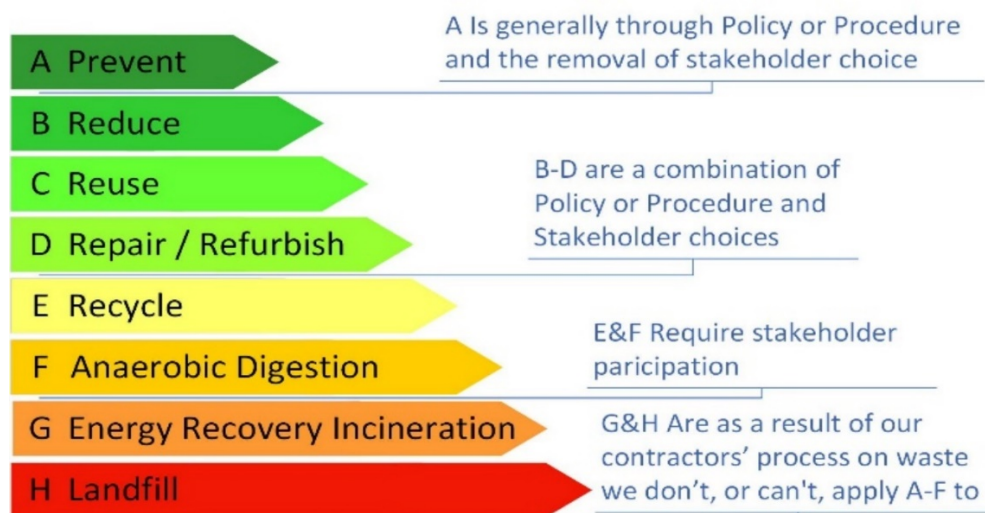 A Is generally through Policy or Procedure
and the removal of stakeholder choice
A Prevent
B Reduce
C Reuse
D Repair / Refurbish
B-D are a combination of
Policy or Procedure and
Stakeholder choices
E Recycle
F Anaerobic Digestion
E&F Require stakeholder
paricipation
G Energy Recovery Incineration
H Landfill
G&H Are as a result of our
contractors’ process on waste
we don’t, or can't, apply A-F to